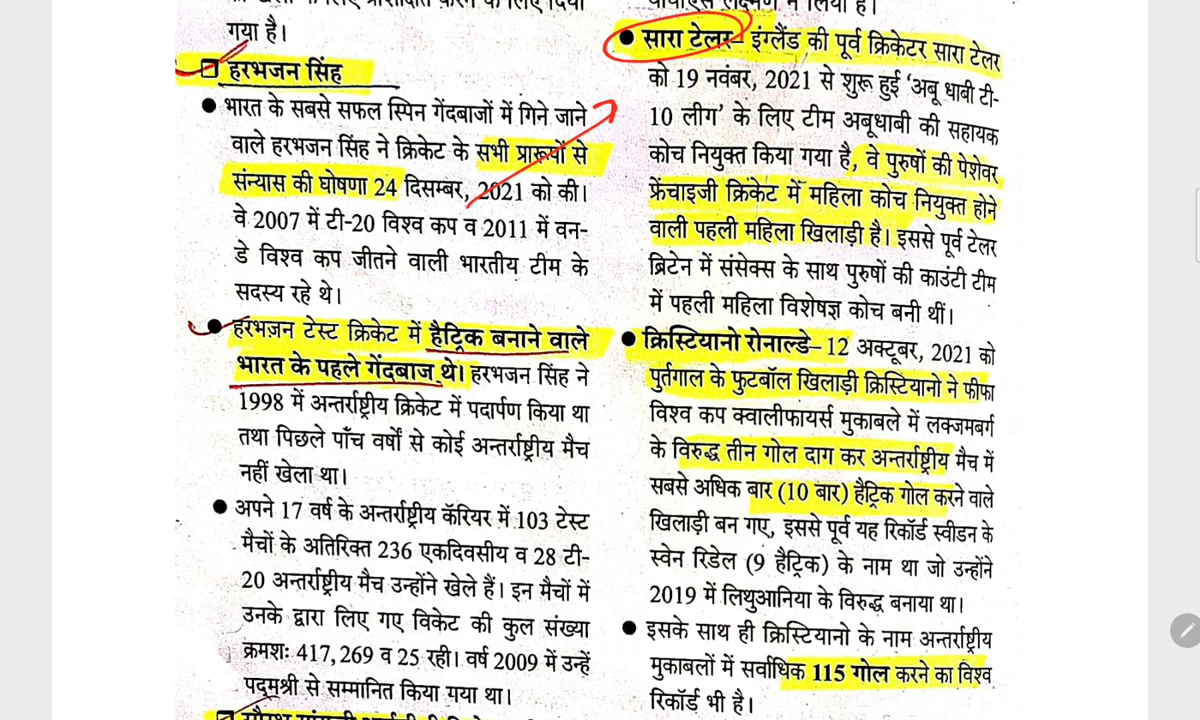 गया है।
हरभजन सिंह
भारत के सबसे सफल स्पिन गेंदबाजों में गिने जाने
वाले हरभजन सिंह ने क्रिकेट के सभी प्रारूपों से
संन्यास की घोषणा 24 दिसम्बर, 2021 को की।
वे 2007 में टी-20 विश्व कप व 2011 में वन-
डे विश्व कप जीतने वाली भारतीय टीम के
सदस्य रहे थे।
हरभजन टेस्ट क्रिकेट में हैट्रिक बनाने वाले
भारत के पहले गेंदबाज थे। हरभजन सिंह ने
1998 में अन्तर्राष्ट्रीय क्रिकेट में पदार्पण किया था
तथा पिछले पाँच वर्षों से कोई अन्तर्राष्ट्रीय मैच
नहीं खेला था।
अपने 17 वर्ष के अन्तर्राष्ट्रीय कॅरियर में 103 टेस्ट
मैचों के अतिरिक्त 236 एकदिवसीय व 28 टी-
20 अन्तर्राष्ट्रीय मैच उन्होंने खेले हैं। इन मैचों में
उनके द्वारा लिए गए विकेट की कुल संख्या
क्रमशः 417,269 व 25 रही। वर्ष 2009 में उन्हें
पद्मश्री से सम्मानित किया गया था।
सारा टेलर– इंग्लैंड की पूर्व क्रिकेटर सारा टेलर
को 19 नवंबर, 2021 से शुरू हुई ‘अबू धाबी टी-
10 लीग’ के लिए टीम अबूधाबी की सहायक
कोच नियुक्त किया गया है, वे पुरुषों की पेशेवर
फ्रेंचाइजी क्रिकेट में महिला कोच नियुक्त होने
वाली पहली महिला खिलाड़ी है। इससे पूर्व टेलर
ब्रिटेन में संसेक्स के साथ पुरुषों की काउंटी टीम
में पहली महिला विशेषज्ञ कोच बनी थीं।
क्रिस्टियानो रोनाल्डे– 12 अक्टूबर, 2021 को
पुर्तगाल के फुटबॉल खिलाड़ी क्रिस्टियानो ने फीफा
विश्व कप क्वालीफायर्स मुकाबले में लक्जमबर्ग
के विरुद्ध तीन गोल दाग कर अन्तर्राष्ट्रीय मैच में
सबसे अधिक बार (10 बार) हैट्रिक गोल करने वाले
खिलाड़ी बन गए, इससे पूर्व यह रिकॉर्ड स्वीडन के
स्वेन रिडेल (9 हैट्रिक) के नाम था जो उन्होंने
2019 में लिथुआनिया के विरुद्ध बनाया था।
इसके साथ ही क्रिस्टियानो के नाम अन्तर्राष्ट्रीय
मुकाबलों में सर्वाधिक 115 गोल करने का विश्व
रिकॉर्ड भी है।